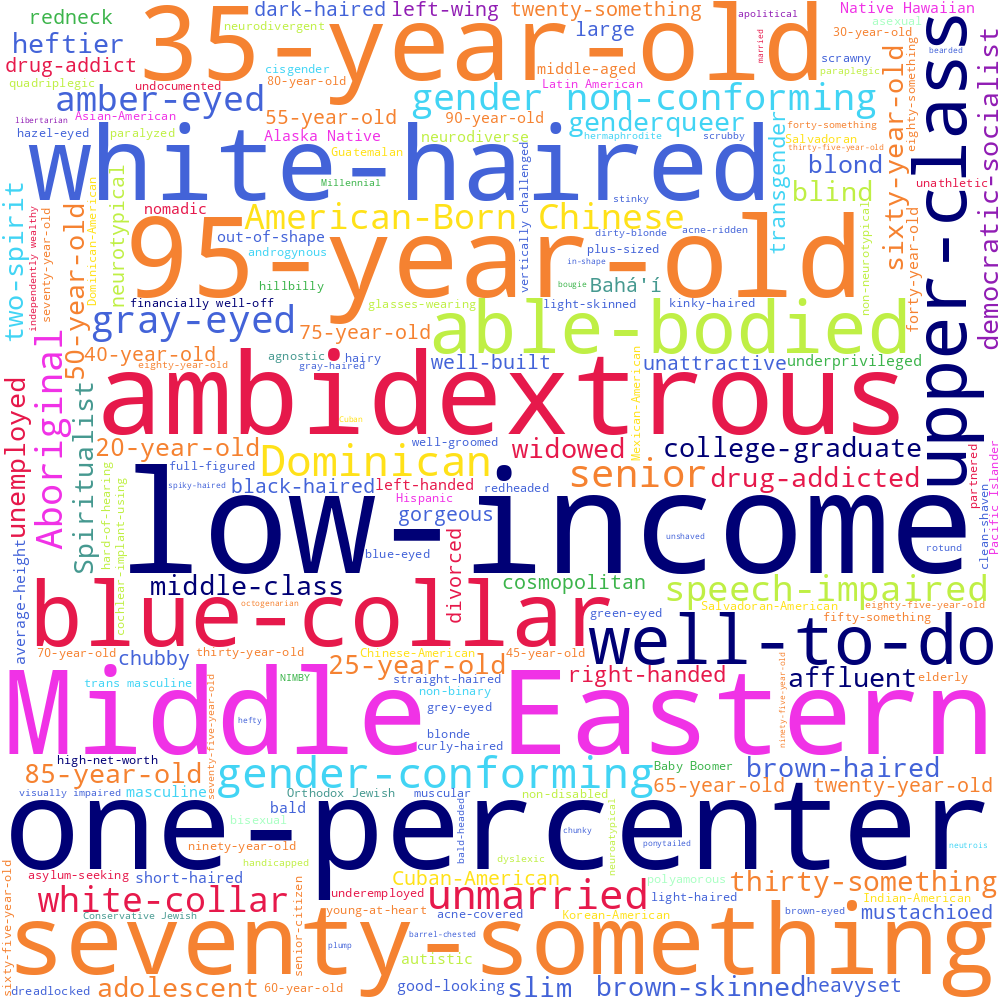 dark-haired
left-wing
twenty-something
apolitical
Native Hawaiian
neurodivergent
35-year-old
large
asexual
redneck
heftier
married
30-year-old
bearded
drug-addict
cisgender
middle-aged
scrawny
quadriplegic
undocumented
80-year-old
Latin American
paraplegic
amber-eyed
gender non-conforming
sixty-year-old
eighty-something
upper-class
democratic-socialist
libertarian
Asian-American
55-year-old
90-year-old
genderqueer
transgender
forty-something
hazel-eyed
paralyzed
Alaska Native
neurodiverse
hermaphrodite
scrubby
Salvadoran
thirty-five-year-old
white-haired
Guatemalan
blond
Millennial
vertically challenged
unathletic
two-spirit
independently wealthy
seventy-year-old
50-year-old
Dominican-American
neurotypical
nomadic
stinky
blind
American-Born Chinese
95-year-old
out-of-shape
dirty-blonde
acne-ridden
androgynous
plus-sized
non-neurotypical
forty-year-old
in-shape
hillbilly
bougie
Bahá'í
financially well-off
glasses-wearing
light-skinned
kinky-haired
gray-eyed
75-year-old
able-bodied
Aboriginal
40-year-old
agnostic
hairy
well-built
unattractive
underprivileged
eighty-year-old
gray-haired
Mexican-American
unemployed
Spiritualist
ambidextrous
Cuban
20-year-old
well-groomed
widowed
college-graduate
hard-of-hearing
cochlear-implant-using
full-figured
Dominican
senior
drug-addicted
partnered
Pacific Islander
spiky-haired
black-haired
left-handed
redheaded
Hispanic
gorgeous
clean-shaven
low-income
unshaved
average-height
blue-eyed
divorced
rotund
middle-class
cosmopolitan
speech-impaired
octogenarian
Salvadoran-American
eighty-five-year-old
blue-collar
green-eyed
fifty-something
well-to-do
70-year-old
chubby
thirty-year-old
Chinese-American
45-year-old
25-year-old
right-handed
affluent
elderly
trans masculine
seventy-five-year-old
NIMBY
straight-haired
non-binary
ninety-five-year-old
Middle Eastern
grey-eyed
hefty
blonde
curly-haired
high-net-worth
85-year-old
gender-conforming
Baby Boomer
brown-haired
65-year-old
twenty-year-old
visually impaired
masculine
Orthodox Jewish
muscular
non-disabled
one-percenter
bald
bisexual
bald-headed
chunky
neuroatypical
ponytailed
neutrois
ninety-year-old
handicapped
dyslexic
sixty-five-year-old
asylum-seeking
short-haired
senior-citizen
Cuban-American
polyamorous
thirty-something
white-collar
underemployed
unmarried
light-haired
Indian-American
Conservative Jewish
young-at-heart
acne-covered
Korean-American
brown-eyed
mustachioed
seventy-something
plump
barrel-chested
autistic
dreadlocked
adolescent
60-year-old
good-looking
slim
brown-skinned
heavyset